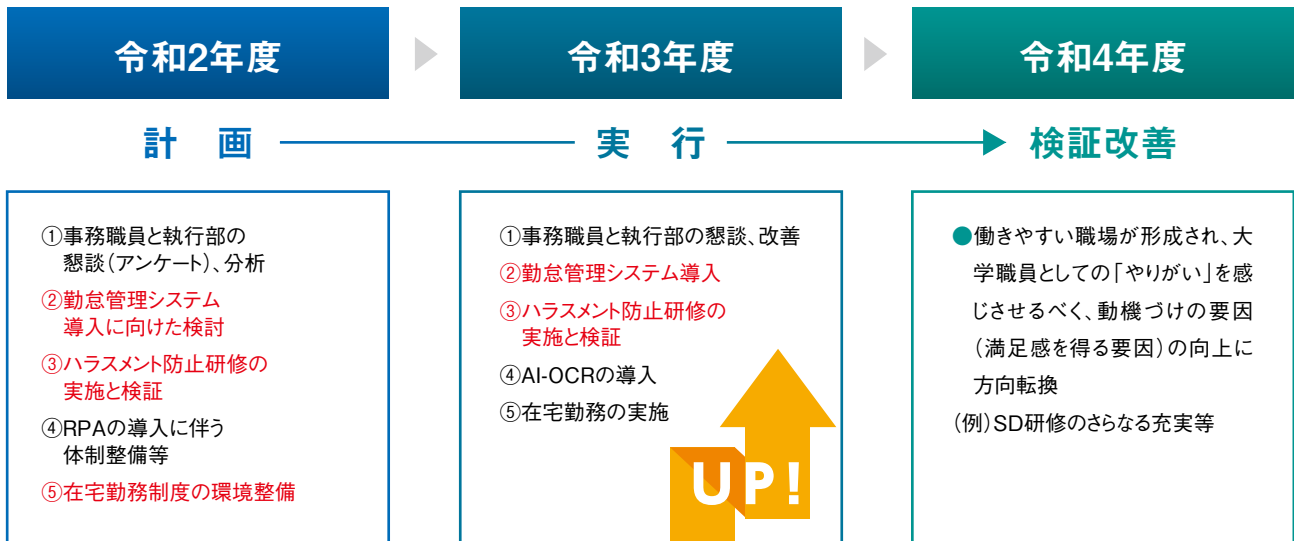 令和2年度
令和3年度
令和4年度
計 画
実 行
検証改善
①事務職員と執行部の
懇談(アンケート)、分析
②勤怠管理システム
導入に向けた検討
③ハラスメント防止研修の
実施と検証
④RPAの導入に伴う
体制整備等
⑤在宅勤務制度の環境整備
①事務職員と執行部の懇談、改善
②勤怠管理システム導入
③ハラスメント防止研修の
実施と検証
④AI-OCRの導入
⑤在宅勤務の実施
UP!
●働きやすい職場が形成され、大
学職員としての「やりがい」を感
じさせるべく、動機づけの要因
(満足感を得る要因)の向上に
方向転換
(例)SD研修のさらなる充実等